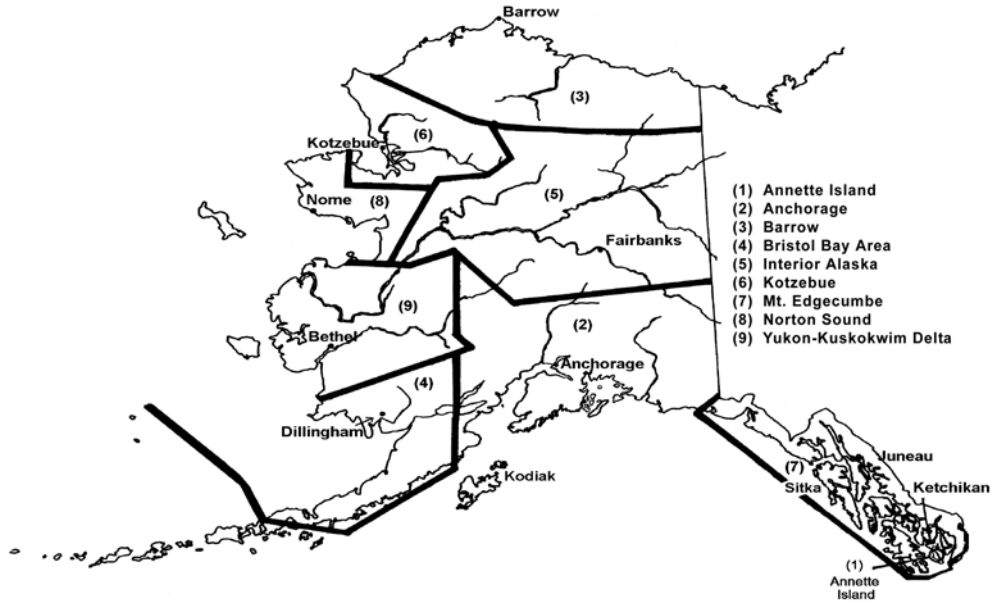 Barrow
(3)
(6)
Kotzebue
(5)
Nome
(8)
Fairbanks
(9)
Bethel
(2)
Anchorage
(4)
Dillingham
Kodiak
(7)
Sitka
Juneau
Ketchikan
(1)
Annette
Island
(1) Annette Island
(2) Anchorage
(3) Barrow
(4) Bristol Bay Area
(5) Interior Alaska
(6) Kotzebue
(7) Mt. Edgecumbe
(8) Norton Sound
(9) Yukon-Kuskokwim Delta